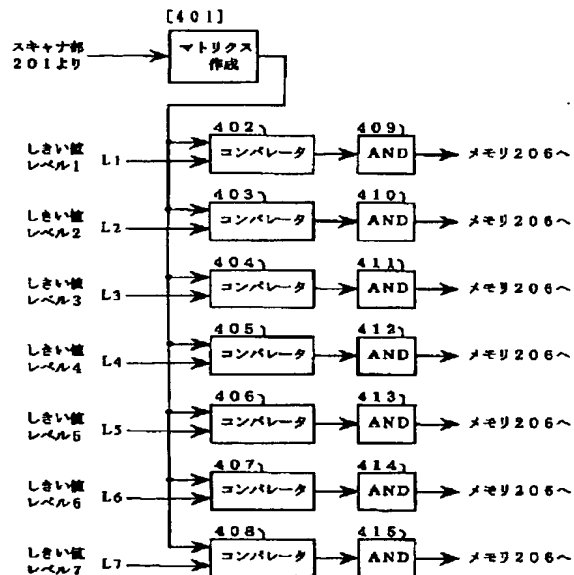 [401]
スキャナ部
201より
マトリクス
作成
402
409
しきい値
レベル1
L1
コンパレータ
AND
メモリ206へ
403
410
しきい値
レベル2
L2
コンパレータ
AND
メモリ206へ
404
411
しきい値
レベル3
L3
コンパレータ
AND
メモリ206へ
405
412
しきい値
レベル4
L4
コンパレータ
AND
メモリ206へ
406
413
しきい値
レベル5
L5
コンパレータ
AND
メモリ206へ
407
414
しきい値
レベル6
L6
コンパレータ
AND
メモリ206へ
408
415
しきい値
レベル7
L7
コンパレータ
AND
メモリ206へ